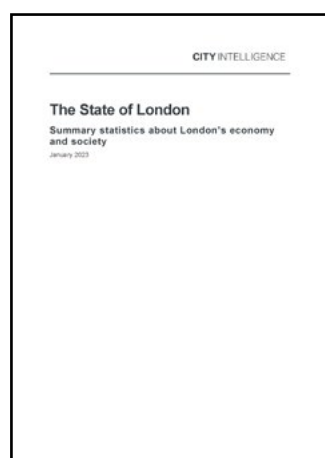 CITY INTELLIGENCE
The State of London
Summary statistics about London's economy
and society
January 2023